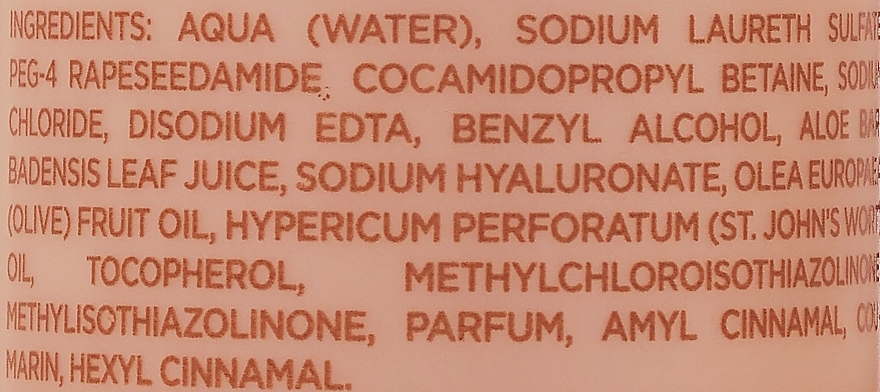 INGREDIENTS: AQUA (WATER), SODIUM LAURETH SULFATE
PEG-4 RAPESEEDAMIDE, COCAMIDOPROPYL BETAINE, SODIUM
CHLORIDE, DISODIUM EDTA, BENZYL ALCOHOL, ALOE BAR
BADENSIS LEAF JUICE, SODIUM HYALURONATE, OLEA EUROPAEA
(OLIVE) FRUIT OIL, HYPERICUM PERFORATUM (ST. JOHN'S WORT
OIL, TOCOPHEROL, METHYLCHLOROISOTHIAZOLINONE
METHYLISOTHIAZOLINONE, PARFUM, AMYL CINNAMAL, COU-
MARIN, HEXYL CINNAMAL.